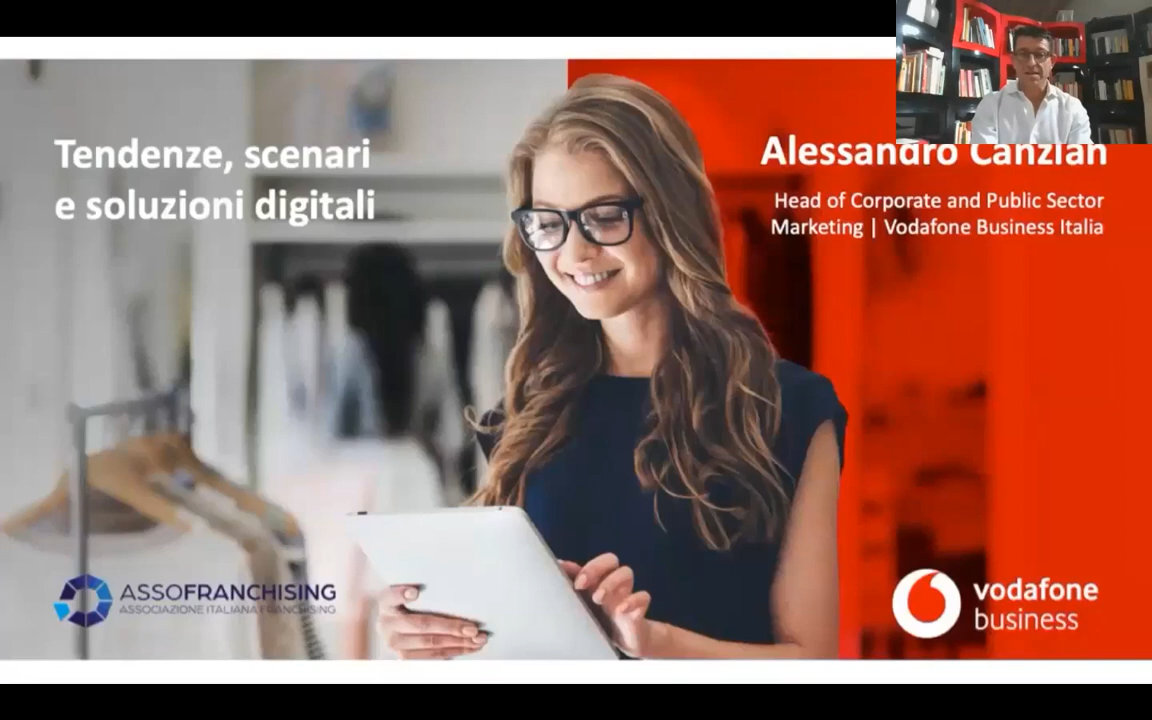 Tendenze, scenari
e soluzioni digitali
Alessandro Canzian
Head of Corporate and Public Sector
Marketing | Vodafone Business Italia
ASSOFRANCHISING
ASSOCIAZIONE ITALIANA FRANCHISING
vodafone
business